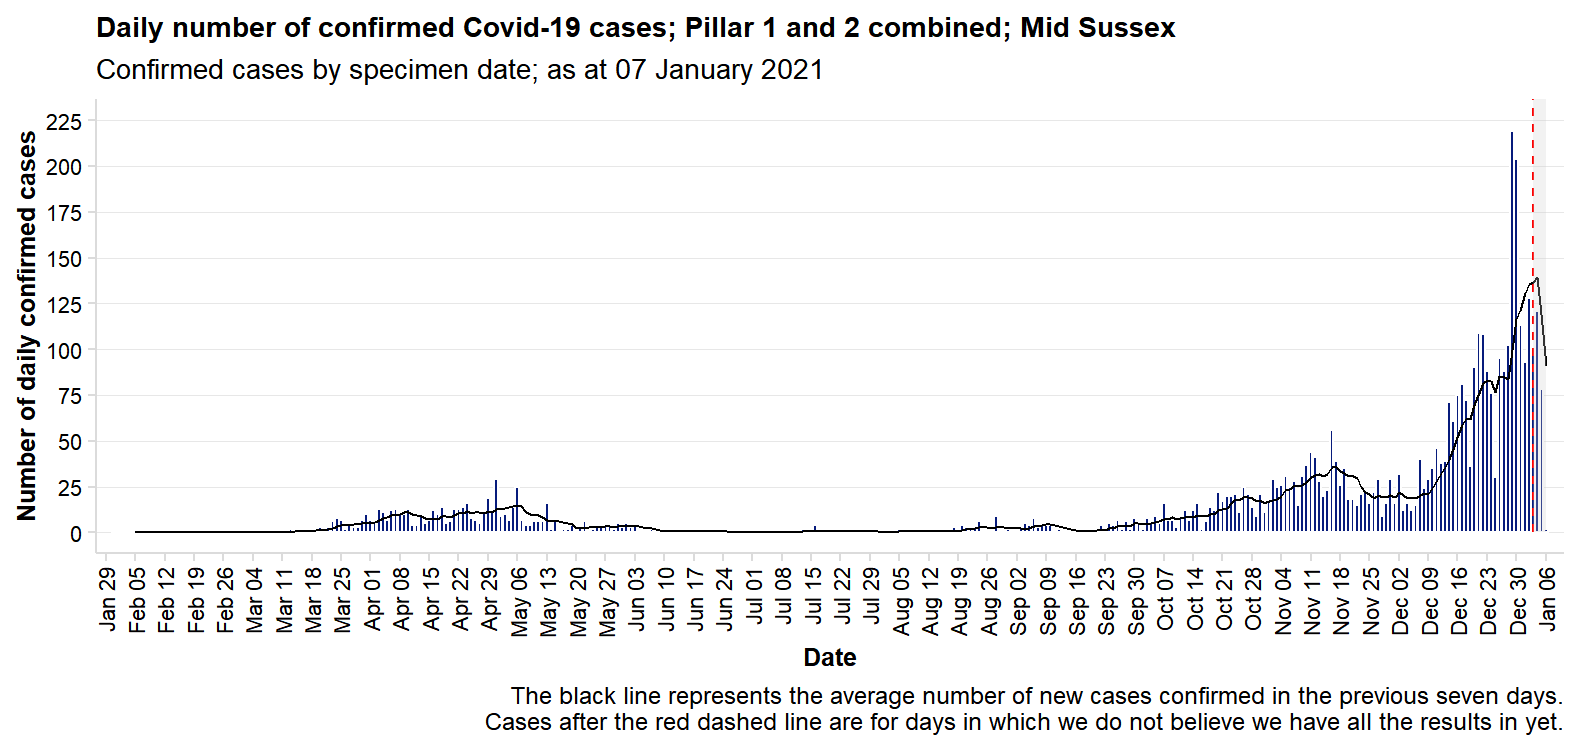 Daily number of confirmed Covid-19 cases; Pillar 1 and 2 combined; Mid Sussex
Confirmed cases by specimen date; as at 07 January 2021
Number of daily confirmed cases
225
200
175
150
125
100
75
50
25
0
Jan 29
Feb 05
Feb 12
Feb 19
Feb 26
Mar 04
Mar 11
Mar 18
Mar 25
Apr 01
Apr 08
Apr 15
Apr 22
Apr 29
May 06
May 13
May 20
May 27
Jun 03
Jun 10
Jun 17
Jun 24
Jul 01
Jul 08
Jul 15
Jul 22
Jul 29
Aug 05
Aug 12
Aug 19
Aug 26
Sep 02
Sep 09
Sep 16
Sep 23
Sep 30
Oct 07
Oct 14
Oct 21
Oct 28
Nov 04
Nov 11
Nov 18
Nov 25
Dec 02
Dec 09
Dec 16
Dec 23
Dec 30
Jan 06
Date
The black line represents the average number of new cases confirmed in the previous seven days.
Cases after the red dashed line are for days in which we do not believe we have all the results in yet.